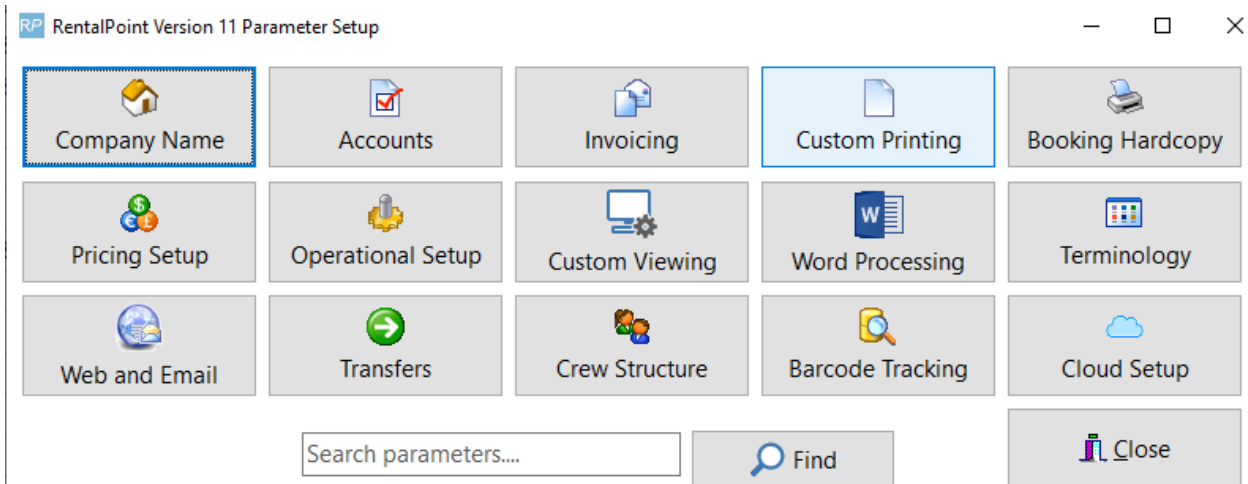 RP RentalPoint Version 11 Parameter Setup
Company Name
Accounts
Invoicing
Custom Printing
Booking Hardcopy
Pricing Setup
Operational Setup
Custom Viewing
W
Word Processing
Terminology
Web and Email
Transfers
Crew Structure
Barcode Tracking
Cloud Setup
Search parameters....
Find
Close